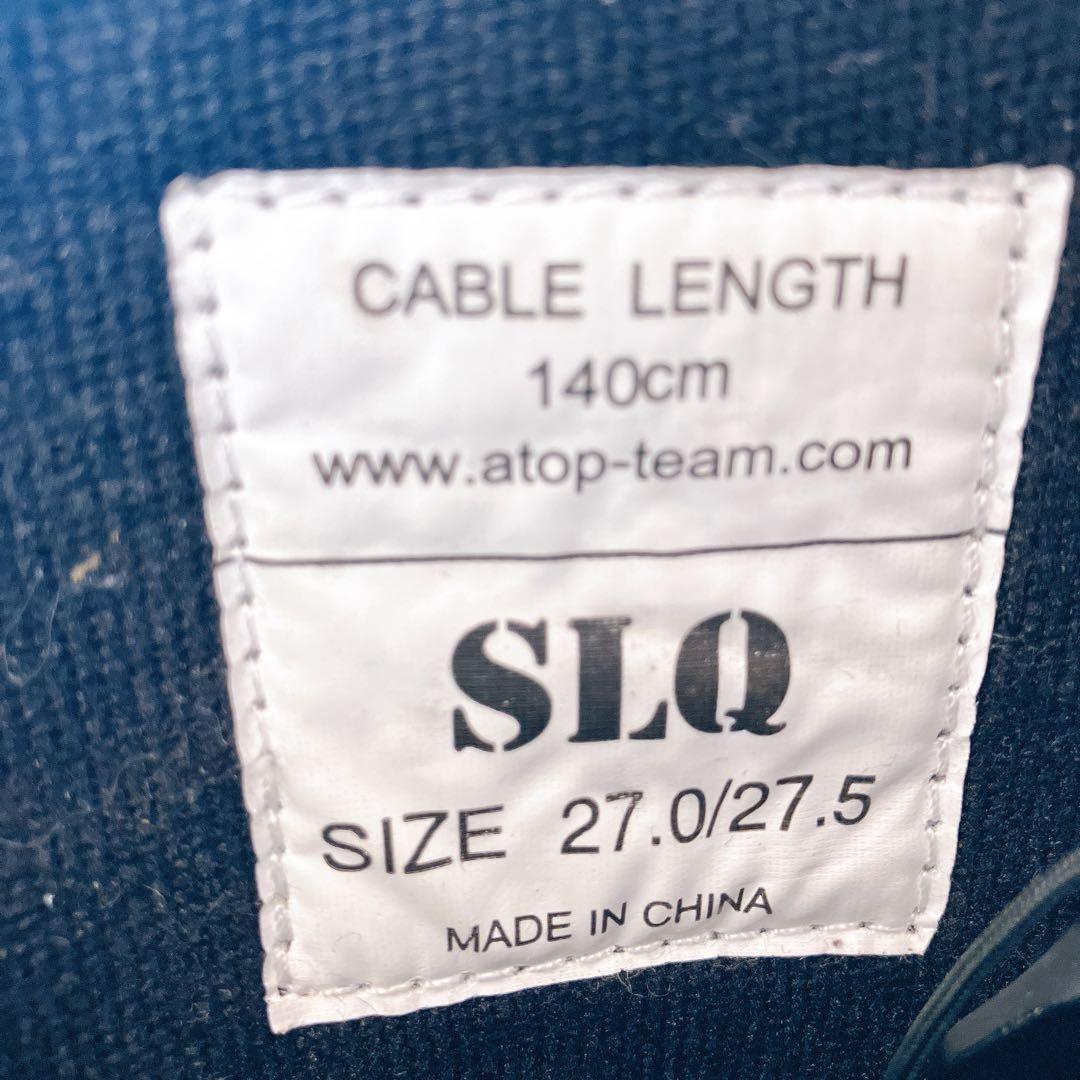 CABLE LENGTH
140cm
www.atop-team.com
SLQ
SIZE 27.0/27.5
MADE IN CHINA